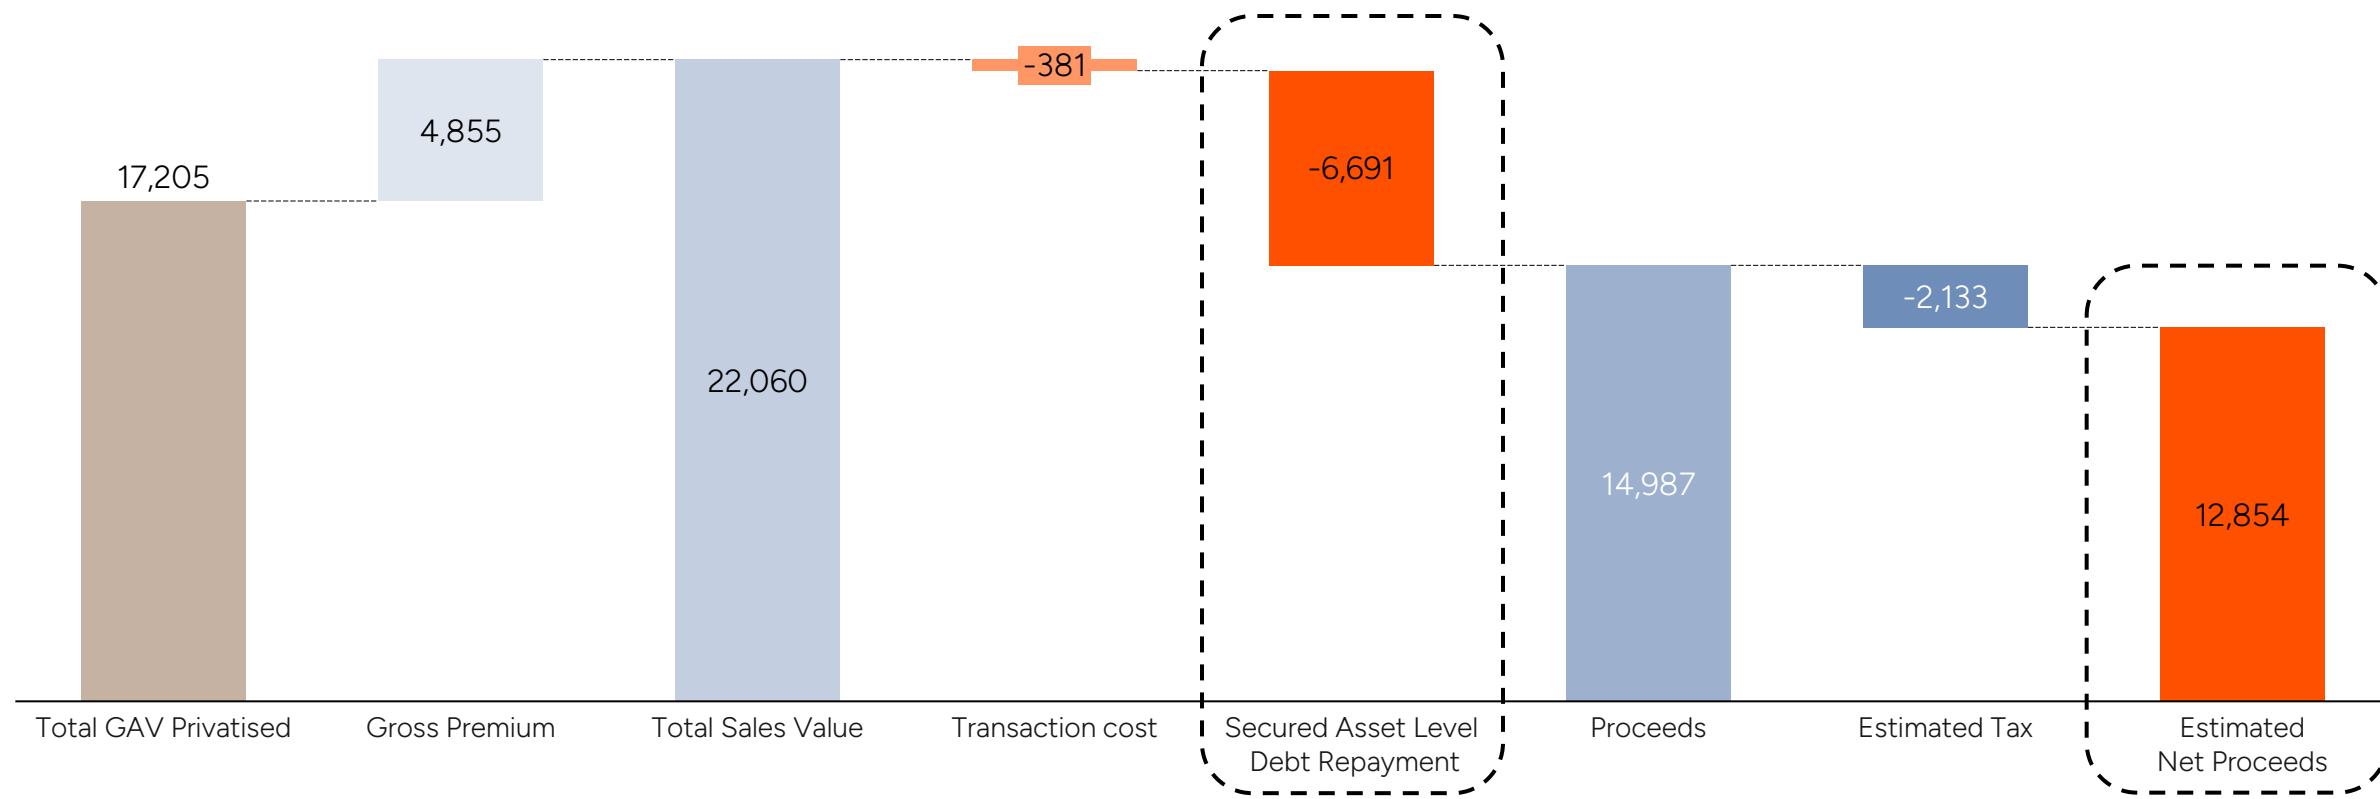 17,205
4,855
22,060
-381
-6,691
14,987
-2,133
12,854
Total GAV Privatised
Gross Premium
Total Sales Value
Transaction cost
Secured Asset Level
Debt Repayment
Proceeds
Estimated Tax
Estimated
Net Proceeds